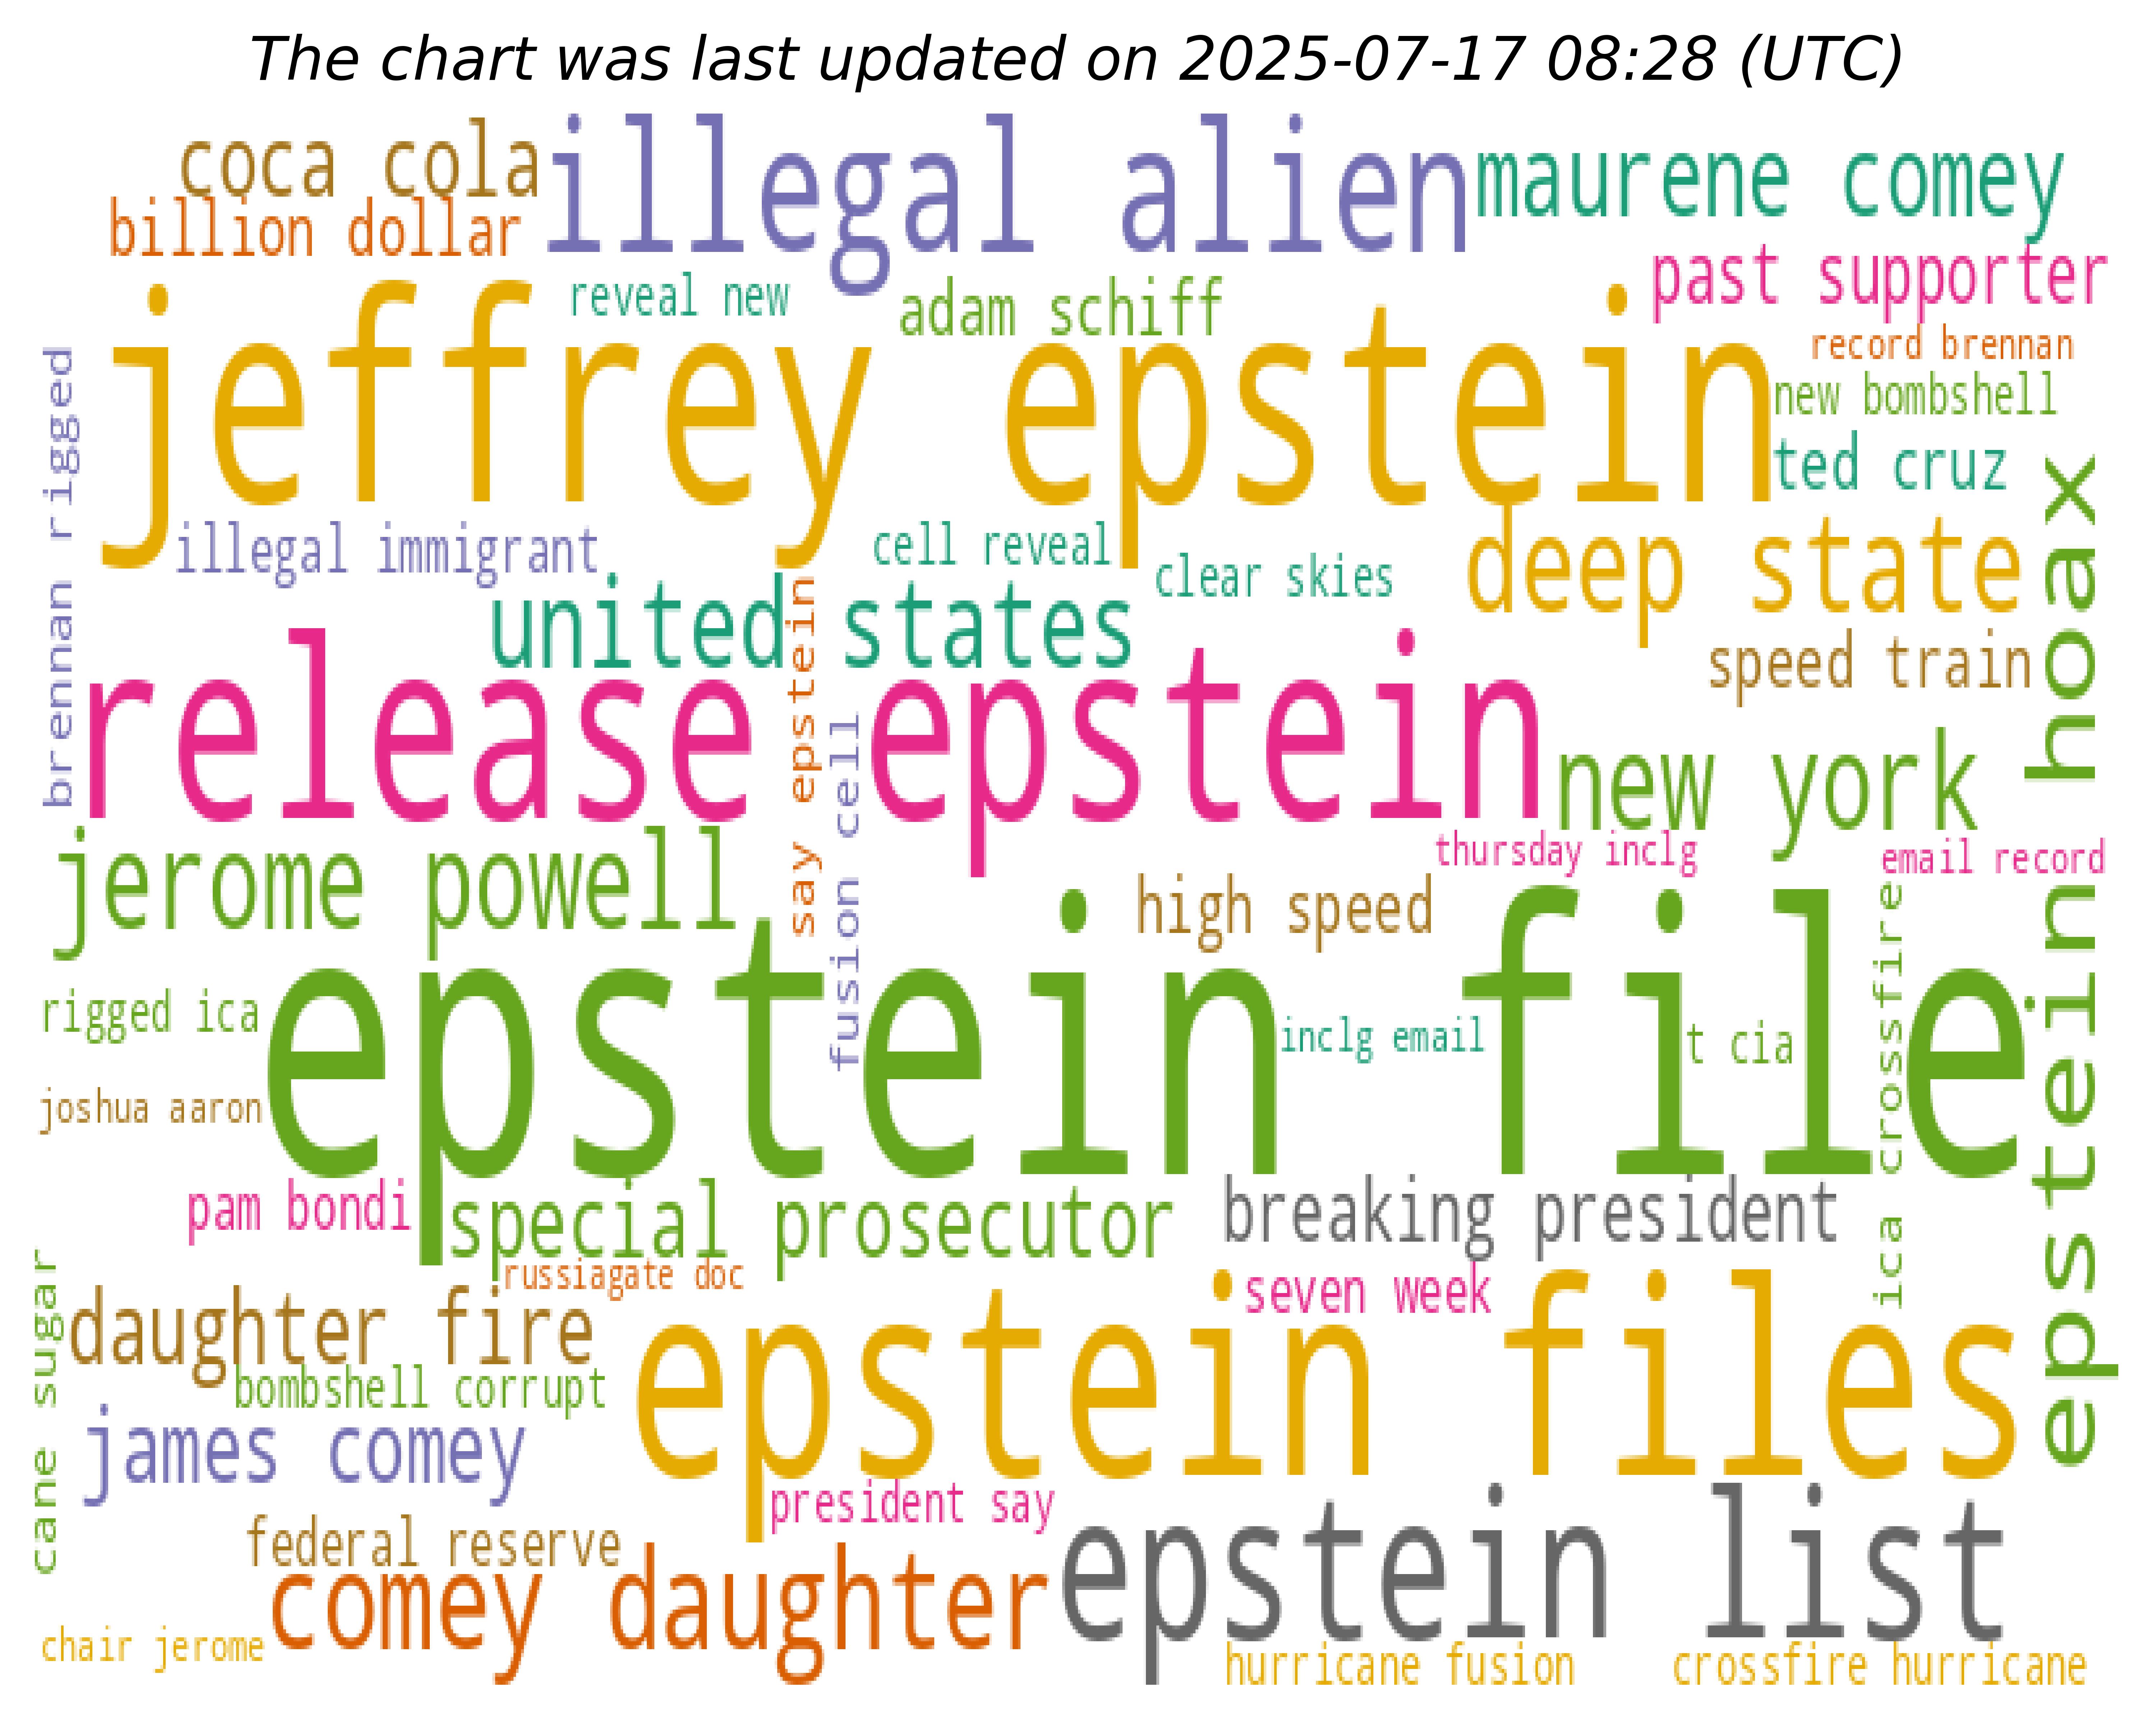 The chart was last updated on 2025-07-17 08:28 (UTC)
coca cola
illegal alien
maurene comey
billion dollar
past supporter
reveal new
adam schiff
jeffrey epstein
record brennan
new bombshell
ted cruz
brennan rigged
illegal immigrant
cell reveal
clear skies
deep state
united states
say epstein
speed train
release epstein
fusion cell
new york
epstein hoax
jerome powell
thursday inclg
email record
high speed
epstein file
rigged ica
inclg email
t cia
ica crossfire
joshua aaron
pam bondi
special prosecutor
breaking president
russiagate doc
seven week
daughter fire
epstein files
cane sugar
bombshell corrupt
james comey
president say
epstein list
federal reserve
comey daughter
chair jerome
hurricane fusion
crossfire hurricane